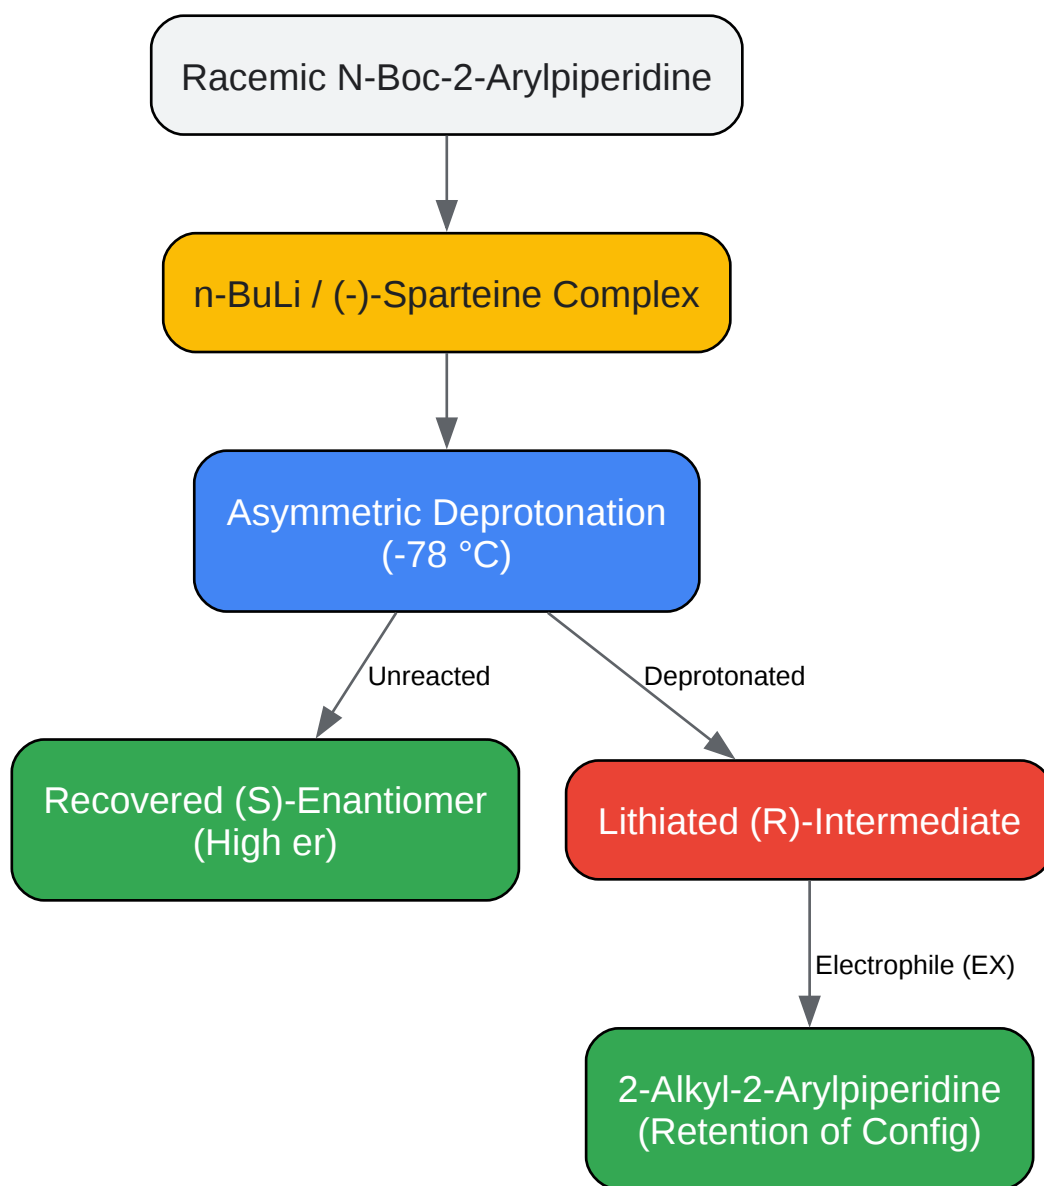 Racemic N-Boc-2-Arylpiperidine
n-BuLi / (-)-Sparteine Complex
Asymmetric Deprotonation
(-78 °C)
Unreacted
Deprotonated
Recovered (S)-Enantiomer
(High er)
Lithiated (R)-Intermediate
Electrophile (EX)
2-Alkyl-2-Arylpiperidine
(Retention of Config)